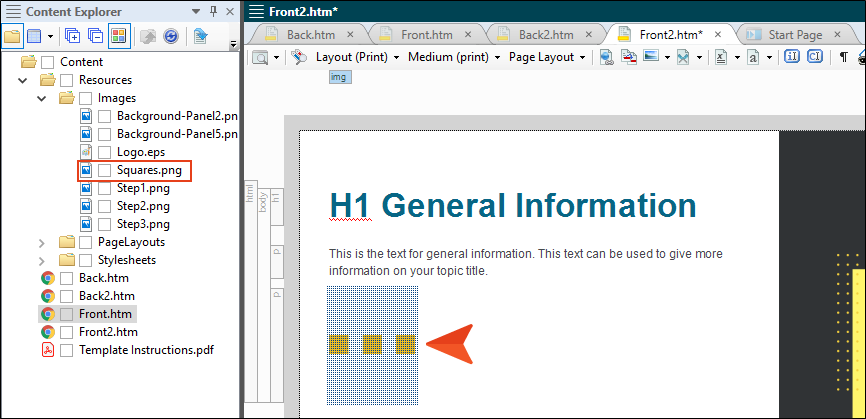 Content Explorer
Content
Resources
Images
Background-Panel2.pn
Background-Panel5.pn
Logo.eps
Squares.png
Step1.png
Step2.png
Step3.png
PageLayouts
Stylesheets
Back.htm
Back2.htm
Front.htm
Front2.htm
Template Instructions.pdf
Front2.htm*
Back.htm
Front.htm
Back2.htm
Front2.htm*
Start Page
Layout (Print)
Medium (print)
Page Layout
a
CI
¶
img
html
body
h1
p
p
H1 General Information
This is the text for general information. This text can be used to give more
information on your topic title.